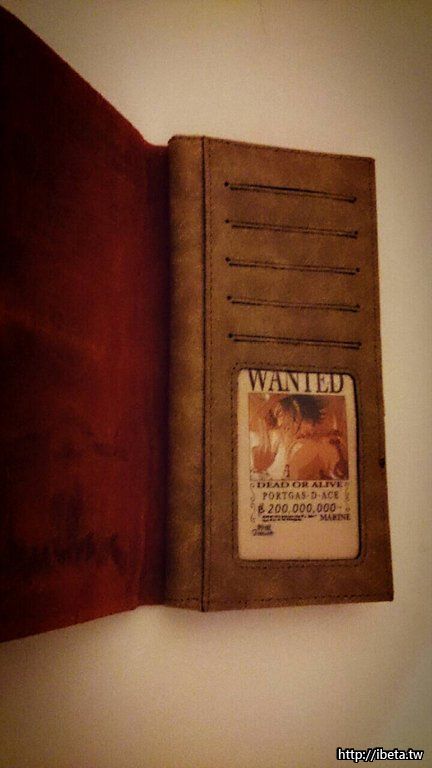 WANTED
DEAD OR ALIVE
PORTGAS·D·ACE
฿200,000,000-
MARINE
http://ibeta.tw